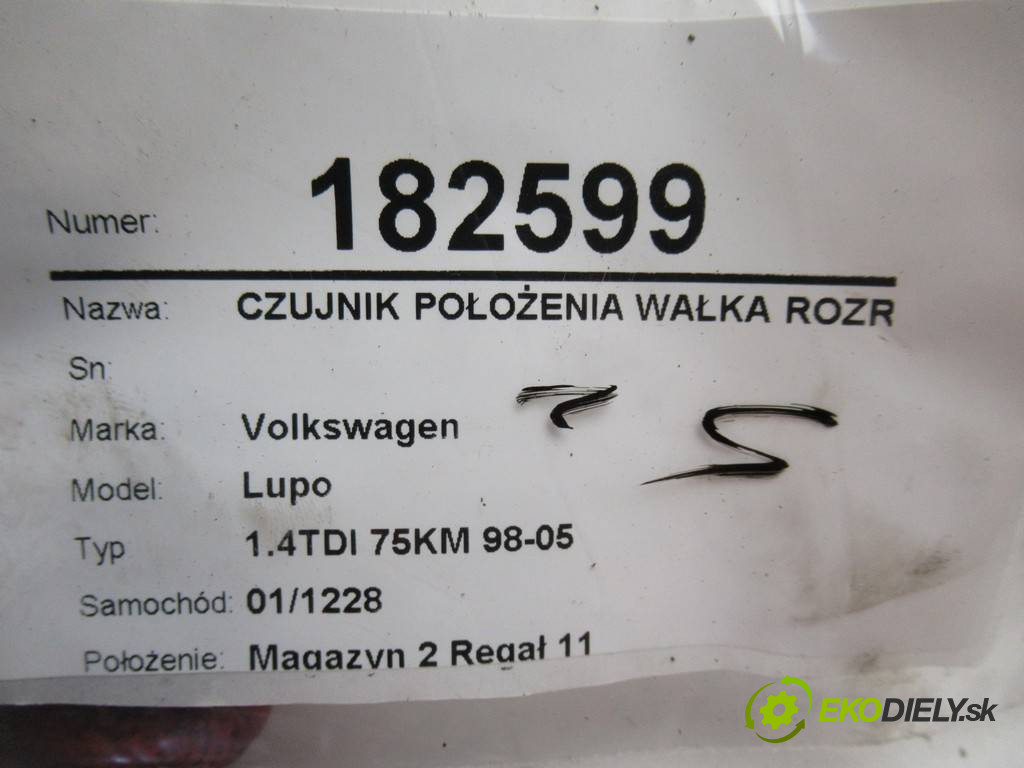 Numer: 182599
Nazwa: CZUJNIK POŁOŻENIA WAŁKA ROZR
Sn:
Marka: Volkswagen
Model: Lupo
Typ 1.4TDI 75KM 98-05
Samochód: 01/1228
Położenie: Magazyn 2 Regał 11
EKODIELY.sk